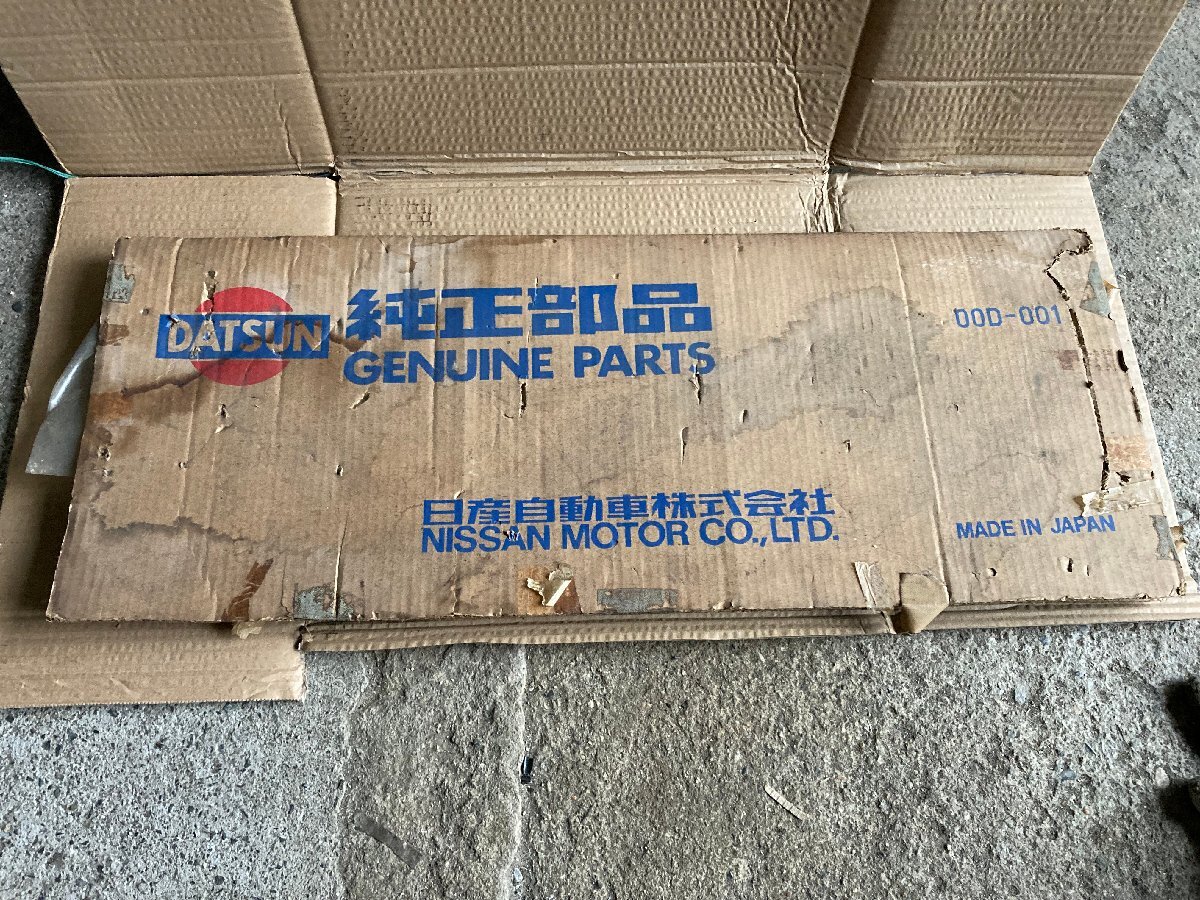 DATSUN
純正部品
GENUINE PARTS
00D-001
日産自動車株式会社
NISSAN MOTOR CO.,LTD.
MADE IN JAPAN